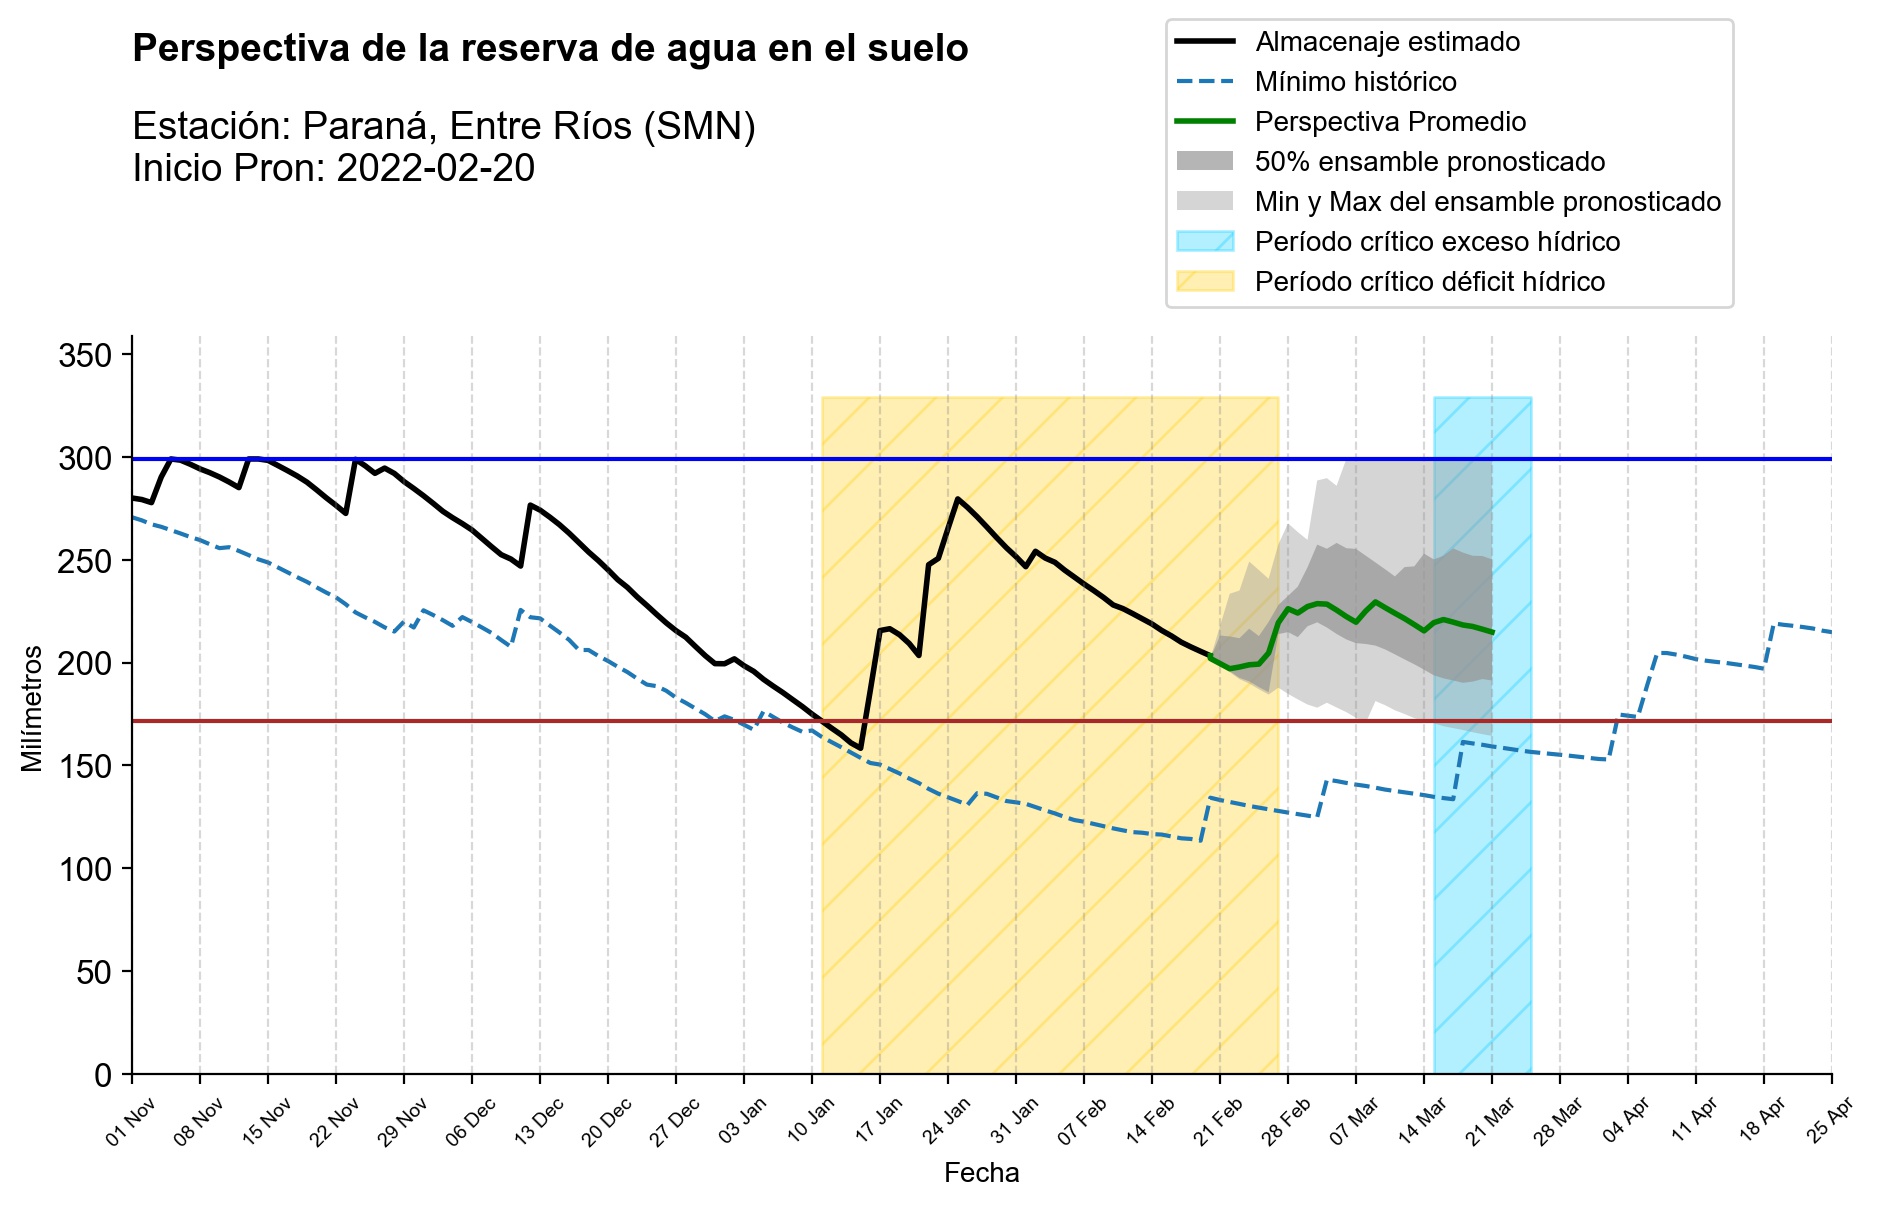 Perspectiva de la reserva de agua en el suelo
Estación: Paraná, Entre Ríos (SMN)
Inicio Pron: 2022-02-20
Almacenaje estimado
Mínimo histórico
Perspectiva Promedio
50% ensamble pronosticado
Min y Max del ensamble pronosticado
Período crítico exceso hídrico
Período crítico déficit hídrico
Milímetros
350
300
250
200
150
100
50
0
01 Nov
08 Nov
15 Nov
22 Nov
29 Nov
06 Dec
13 Dec
20 Dec
27 Dec
03 Jan
10 Jan
17 Jan
24 Jan
31 Jan
07 Feb
14 Feb
21 Feb
28 Feb
07 Mar
14 Mar
21 Mar
28 Mar
04 Apr
11 Apr
18 Apr
25 Apr
Fecha